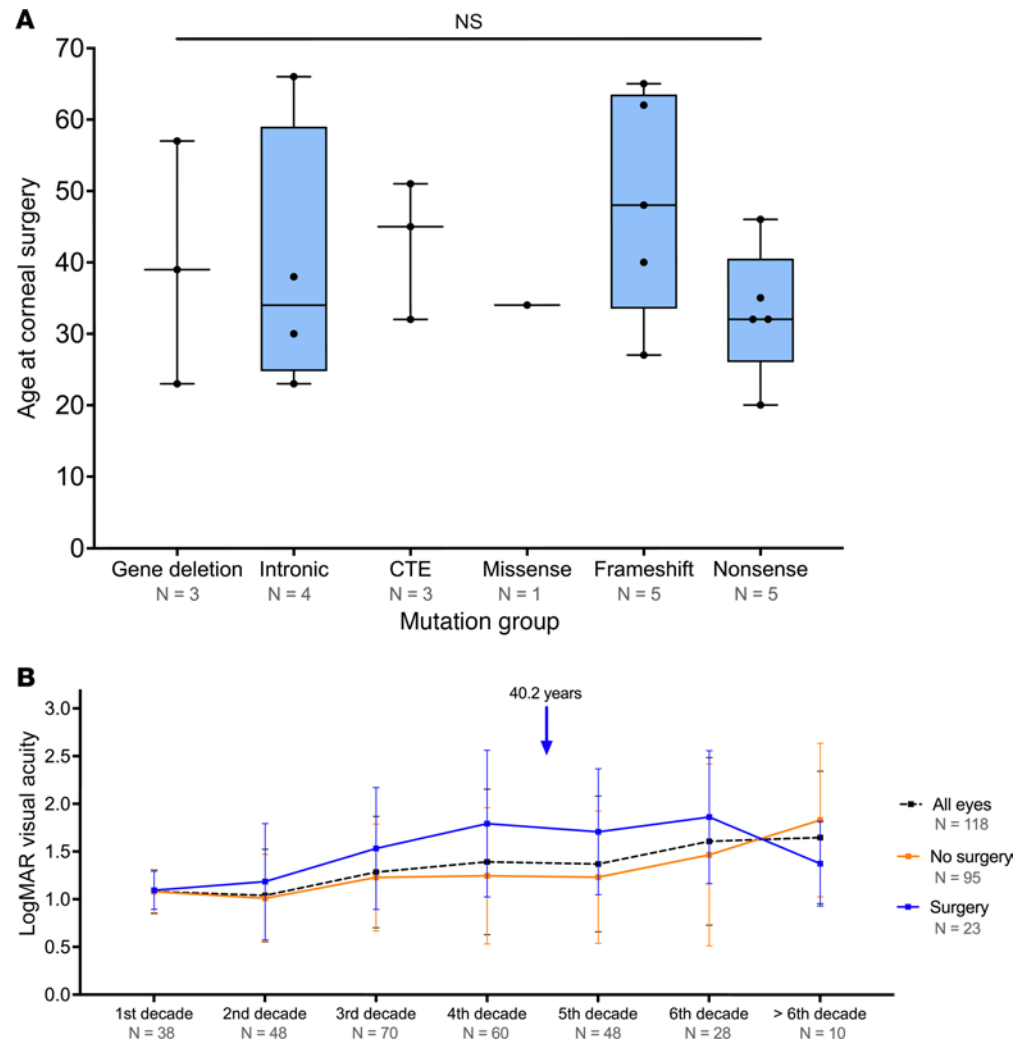 A
NS
Age at corneal surgery
70
60
50
40
30
20
10
0
Gene deletion Intronic CTE Missense Frameshift Nonsense
N = 3 N = 4 N = 3 N = 1 N = 5 N = 5
Mutation group
B
40.2 years
LogMAR visual acuity
3.0
2.5
2.0
1.5
1.0
0.5
0.0
1st decade 2nd decade 3rd decade 4th decade 5th decade 6th decade > 6th decade
N = 38 N = 48 N = 70 N = 60 N = 48 N = 28 N = 10
All eyes
N = 118
No surgery
N = 95
Surgery
N = 23